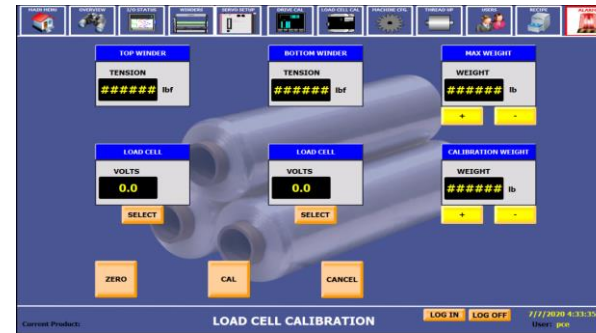 MAIN MENU OVERVIEW I/O STATUS WINDERS SERVO SETUP DRIVE CAL LOAD CELL CAL MACHINE CFG THREAD UP USERS RECIPE ALARM
TOP WINDER
TENSION
###### lbf
BOTTOM WINDER
TENSION
###### lbf
MAX WEIGHT
WEIGHT
###### lb
+ -
LOAD CELL
VOLTS
0.0
SELECT
LOAD CELL
VOLTS
0.0
SELECT
CALIBRATION WEIGHT
WEIGHT
###### lb
+ -
ZERO CAL CANCEL
LOG IN LOG OFF 7/7/2020 4:33:35
Current Product: LOAD CELL CALIBRATION User: pce